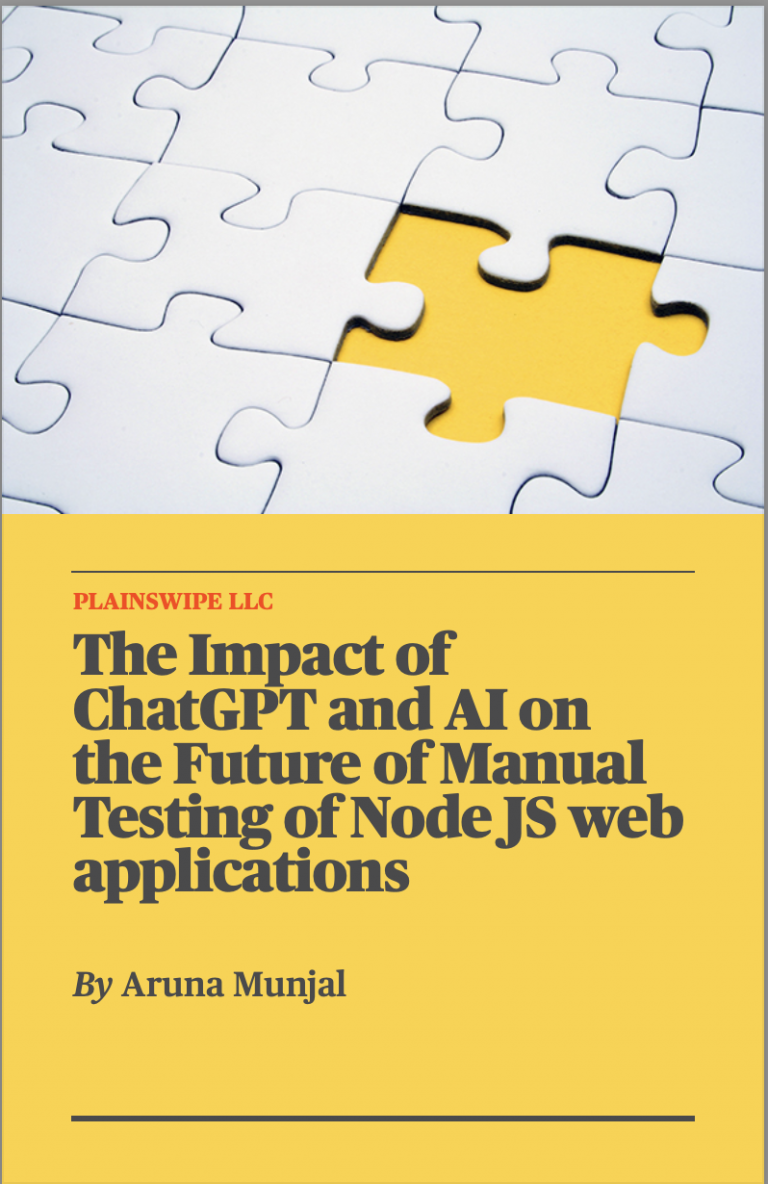 PLAINSWIPE LLC
The Impact of
ChatGPT and AI on
the Future of Manual
Testing of Node JS web
applications
By Aruna Munjal